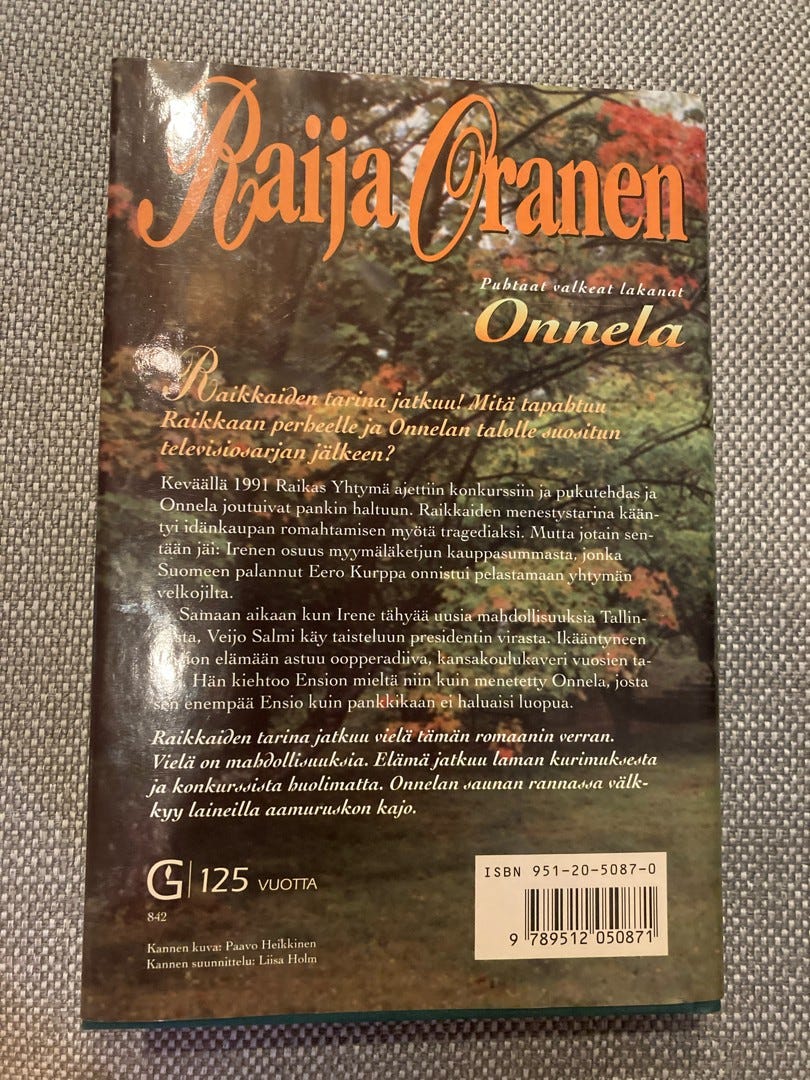 Raija Oranen
Puhtaat valkeat lakanat
Onnela
Raikkaiden tarina jatkuu! Mitä tapahtuu
Raikkaan perheelle ja Onnelan talolle suositun
televisiosarjan jälkeen?
Keväällä 1991 Raikas Yhtymä ajettiin konkurssiin ja pukutehdas ja
Onnela joutuivat pankin haltuun. Raikkaiden menestystarina kään-
tyi idänkaupan romahtamisen myötä tragediaksi. Mutta jotain sen-
tään jäi: Irenen osuus myymäläketjun kauppasummasta, jonka
Suomeen palannut Eero Kurppa onnistui pelastamaan yhtymän
velkojilta.
Samaan aikaan kun Irene tähyää uusia mahdollisuuksia Tallin-
nasta, Veijo Salmi käy taisteluun presidentin virasta. Ikääntyneen
Ension elämään astuu oopperadiiva, kansakoulukaveri vuosien ta-
Hän kiehtoo Ension mieltä niin kuin menetetty Onnela, josta
sen enempää Ensio kuin pankkikaan ei haluaisi luopua.
Raikkaiden tarina jatkuu vielä tämän romaanin verran.
Vielä on mahdollisuuksia. Elämä jatkuu laman kurimuksesta
ja konkurssista huolimatta. Onnelan saunan rannassa välk-
kyy laineilla aamuruskon kajo.
G 125 VUOTTA
842
Kannen kuva: Paavo Heikkinen
Kannen suunnittelu: Liisa Holm
ISBN 951-20-5087-0
9 789512 050871